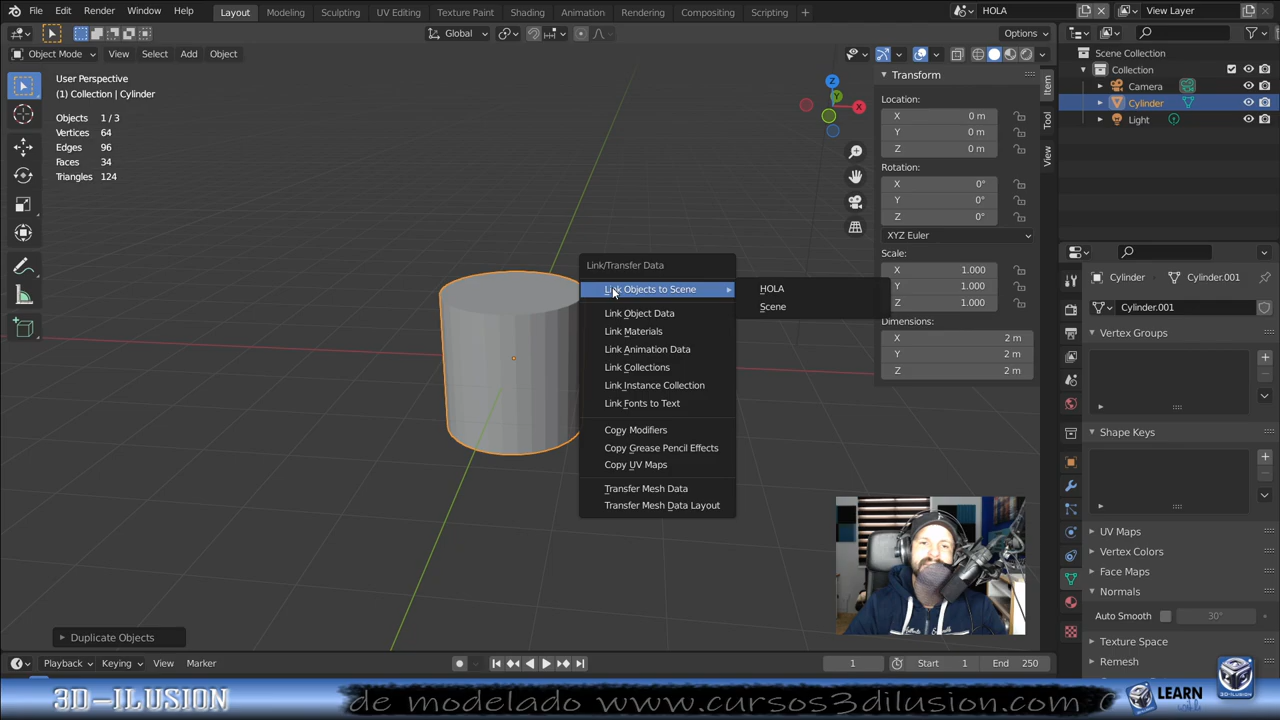 File Edit Render Window Help
Layout Modeling Sculpting UV Editing Texture Paint Shading Animation Rendering Compositing Scripting +
HOLA
View Layer
Global
Options
Object Mode View Select Add Object
User Perspective
(1) Collection | Cylinder
Objects 1/3
Vertices 64
Edges 96
Faces 34
Triangles 124
Z
Y
X
Transform
Location:
X 0 m
Y 0 m
Z 0 m
Rotation:
X 0°
Y 0°
Z 0°
XYZ Euler
Scale:
X 1.000
Y 1.000
Z 1.000
Dimensions:
X 2 m
Y 2 m
Z 2 m
Item
Tool
View
Scene Collection
Collection
Camera
Cylinder
Light
Link/Transfer Data
Link Objects to Scene
Link Object Data
Link Materials
Link Animation Data
Link Collections
Link Instance Collection
Link Fonts to Text
Copy Modifiers
Copy Grease Pencil Effects
Copy UV Maps
Transfer Mesh Data
Transfer Mesh Data Layout
HOLA
Scene
Cylinder Cylinder.001
Cylinder.001
Vertex Groups
Shape Keys
UV Maps
Vertex Colors
Face Maps
Normals
Auto Smooth 30°
Texture Space
Remesh
Duplicate Objects
Playback Keying View Marker
1 Start 1 End 250
3D-ILUSION
de modelado www.cursos3dilusion.com
LEARN
3D-ILUSION